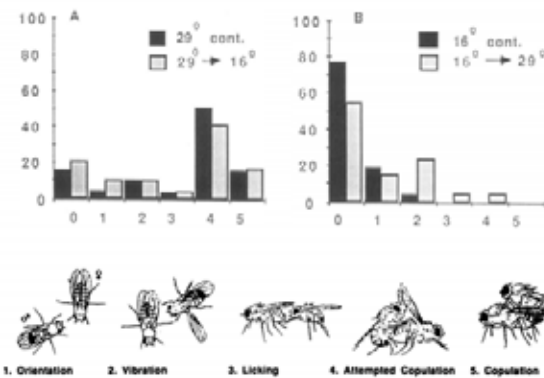 A
100
80
60
40
20
0
29° cont.
29° → 16°
0 1 2 3 4 5
B
100
80
60
40
20
0
16° cont.
16° → 29°
0 1 2 3 4 5
♀
♂
1. Orientation
2. Vibration
3. Licking
4. Attempted Copulation
5. Copulation